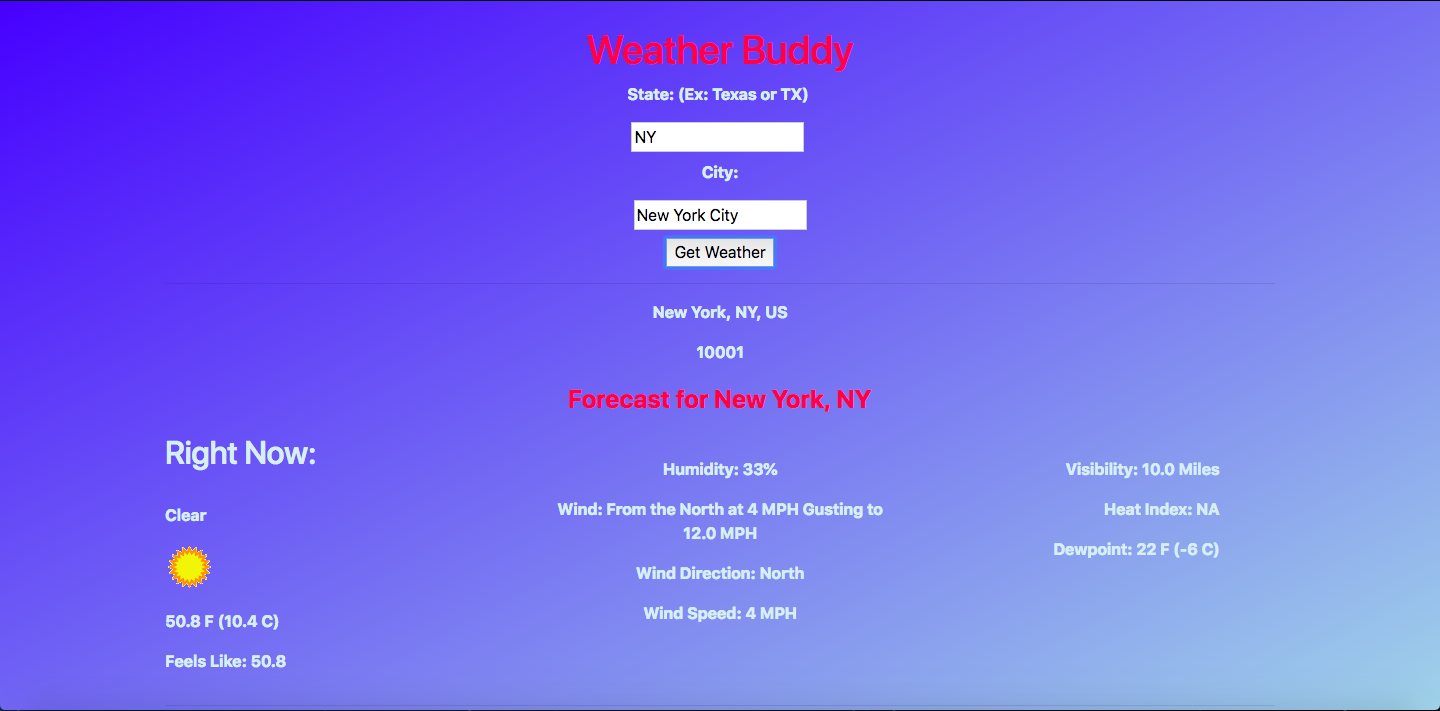 Weather Buddy
State: (Ex: Texas or TX)
NY
City:
New York City
Get Weather
New York, NY, US
10001
Forecast for New York, NY
Right Now:
Clear
50.8 F (10.4 C)
Feels Like: 50.8
Humidity: 33%
Wind: From the North at 4 MPH Gusting to
12.0 MPH
Wind Direction: North
Wind Speed: 4 MPH
Visibility: 10.0 Miles
Heat Index: NA
Dewpoint: 22 F (-6 C)